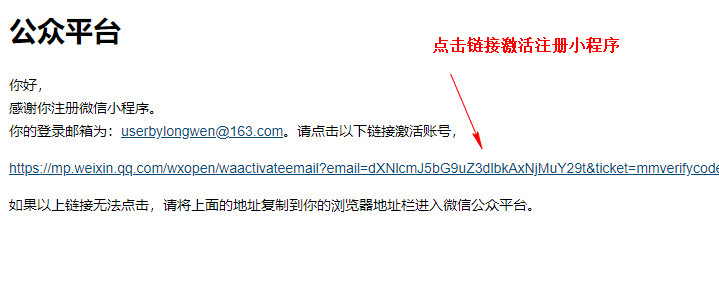 公众平台
点击链接激活注册小程序
你好，
感谢你注册微信小程序。
你的登录邮箱为：userbylongwen@163.com。请点击以下链接激活账号，
https://mp.weixin.qq.com/wxopen/waactivateemail?email=dXNlcmJ5bG9uZ3dlbkAxNjMuY29t&ticket=mmverifycode
如果以上链接无法点击，请将上面的地址复制到你的浏览器地址栏进入微信公众平台。